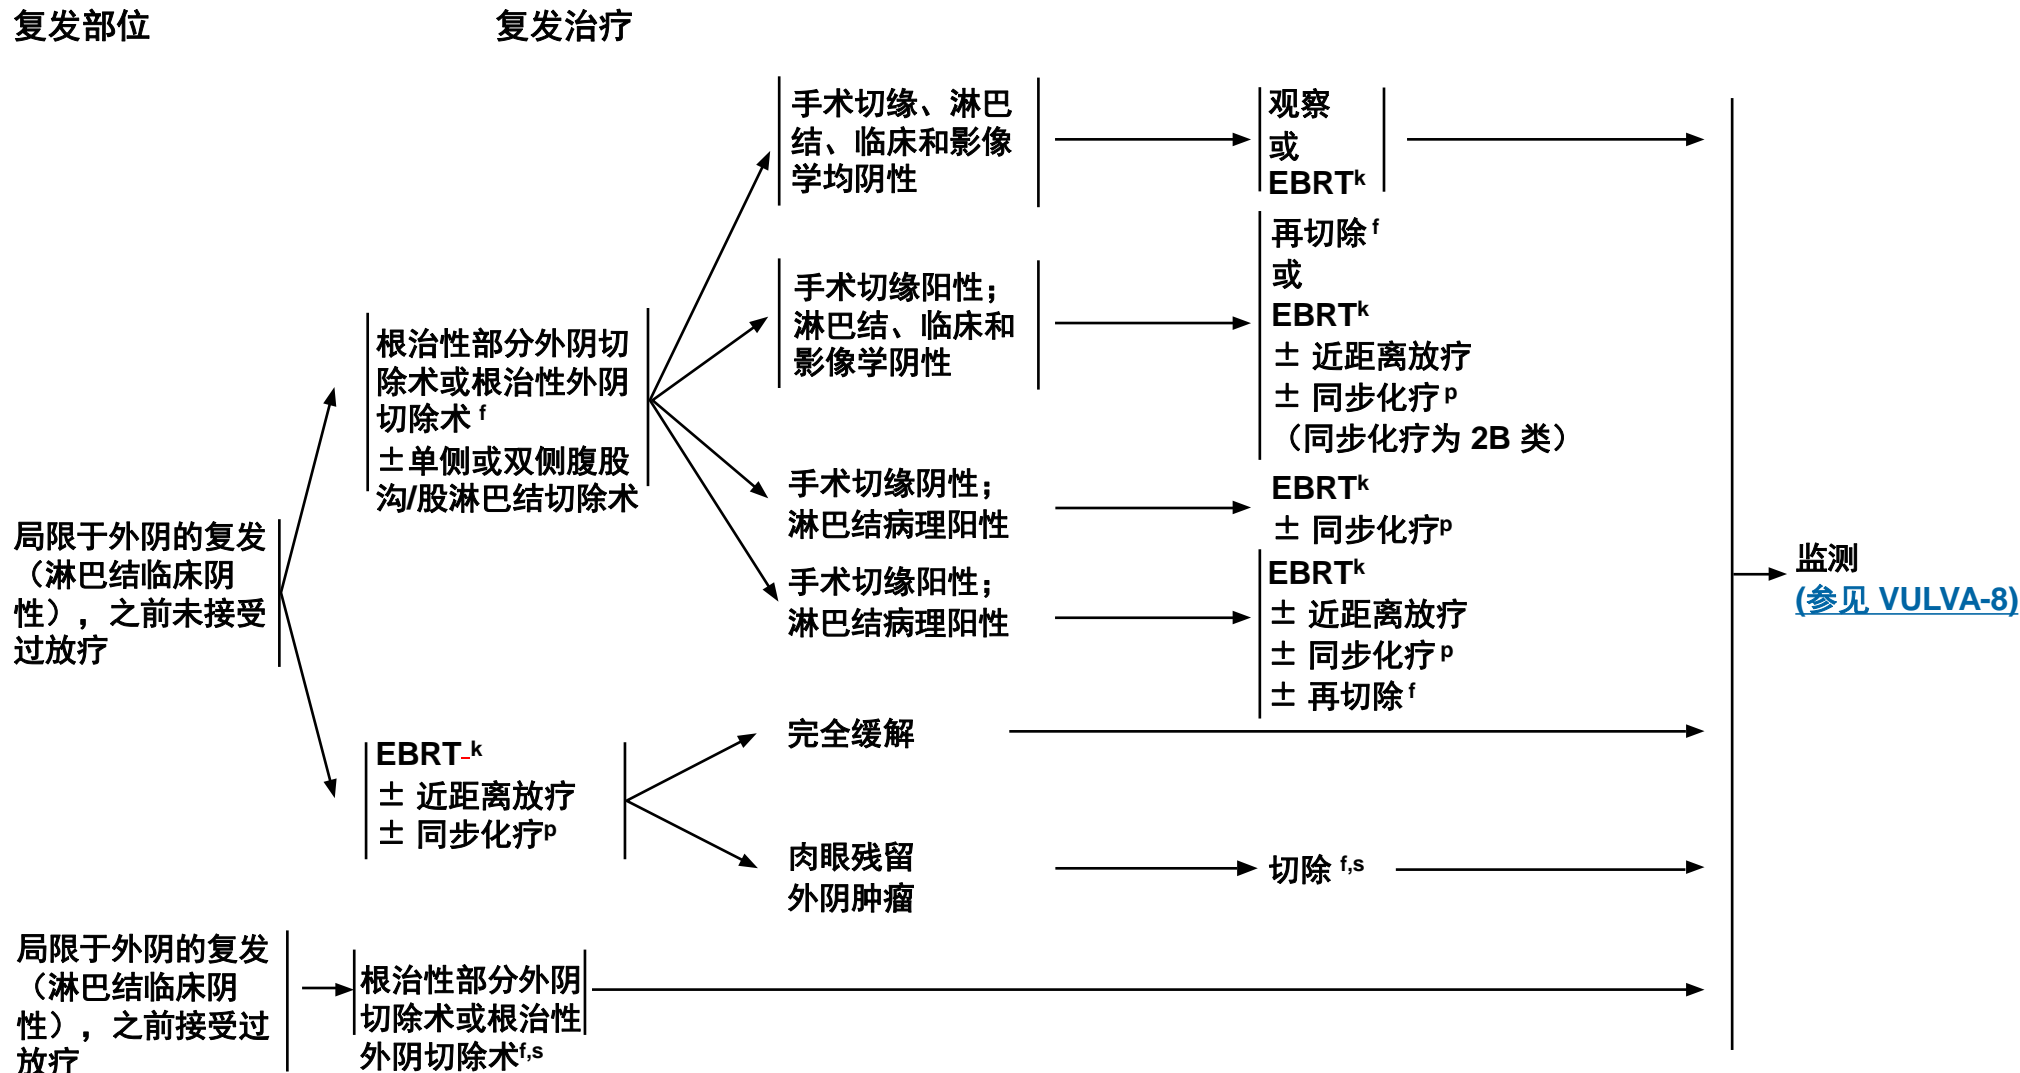 复发部位
复发治疗
手术切缘、淋巴
结、临床和影像
学均阴性
观察
或
EBRTᵏ
手术切缘阳性；
淋巴结、临床和
影像学阴性
再切除 ᶠ
或
EBRTᵏ
± 近距离放疗
± 同步化疗 ᵖ
（同步化疗为 2B 类）
根治性部分外阴切
除术或根治性外阴
切除术 ᶠ
±单侧或双侧腹股
沟/股淋巴结切除术
手术切缘阴性；
淋巴结病理阳性
EBRTᵏ
± 同步化疗ᵖ
手术切缘阳性；
淋巴结病理阳性
EBRTᵏ
± 近距离放疗
± 同步化疗 ᵖ
± 再切除 ᶠ
局限于外阴的复发
（淋巴结临床阴
性），之前未接受
过放疗
EBRT ᵏ
± 近距离放疗
± 同步化疗ᵖ
完全缓解
肉眼残留
外阴肿瘤
切除 ᶠ,ˢ
监测
(参见 VULVA-8)
局限于外阴的复发
（淋巴结临床阴
性），之前接受过
放疗
根治性部分外阴
切除术或根治性
外阴切除术ᶠ,ˢ